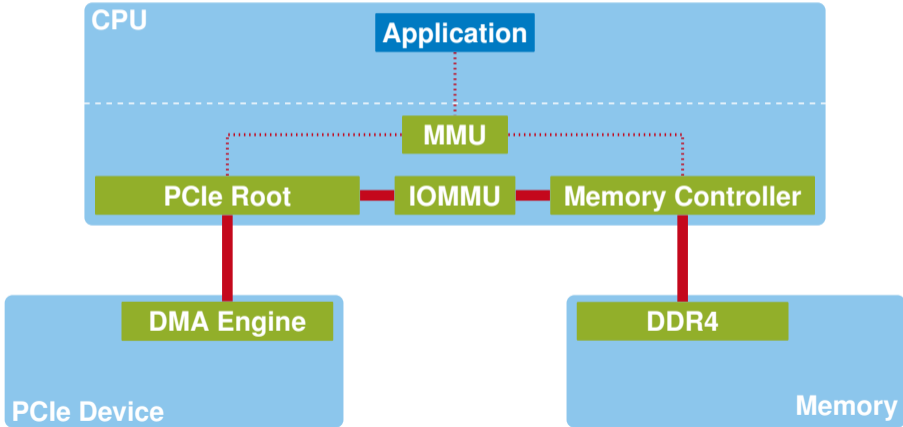 CPU
Application
MMU
PCIe Root
IOMMU
Memory Controller
DMA Engine
DDR4
PCIe Device
Memory